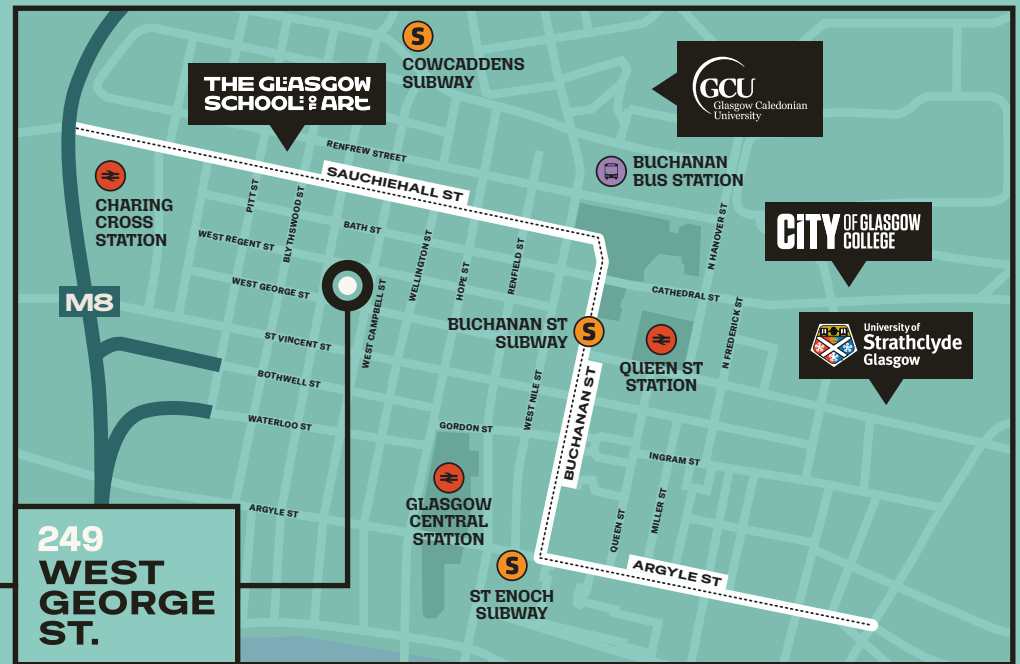 S
COWCADDENS
SUBWAY
THE GLASGOW
SCHOOL:OF ART
GCU
Glasgow Caledonian
University
RENFREW STREET
SAUCHIEHALL ST
BUCHANAN
BUS STATION
CHARING
CROSS
STATION
PITT ST
BLYTHSWOOD ST
BATH ST
WEST REGENT ST
WELLINGTON ST
HOPE ST
RENFIELD ST
N HANOVER ST
CITY OF GLASGOW
COLLEGE
WEST GEORGE ST
WEST CAMPBELL ST
CATHEDRAL ST
N FREDERICK ST
M8
BUCHANAN ST
SUBWAY
S
QUEEN ST
STATION
University of
Strathclyde
Glasgow
ST VINCENT ST
BOTHWELL ST
WEST NILE ST
BUCHANAN ST
WATERLOO ST
GORDON ST
INGRAM ST
GLASGOW
CENTRAL
STATION
MILLER ST
QUEEN ST
ARGYLE ST
S
ST ENOCH
SUBWAY
ARGYLE ST
249
WEST
GEORGE
ST.